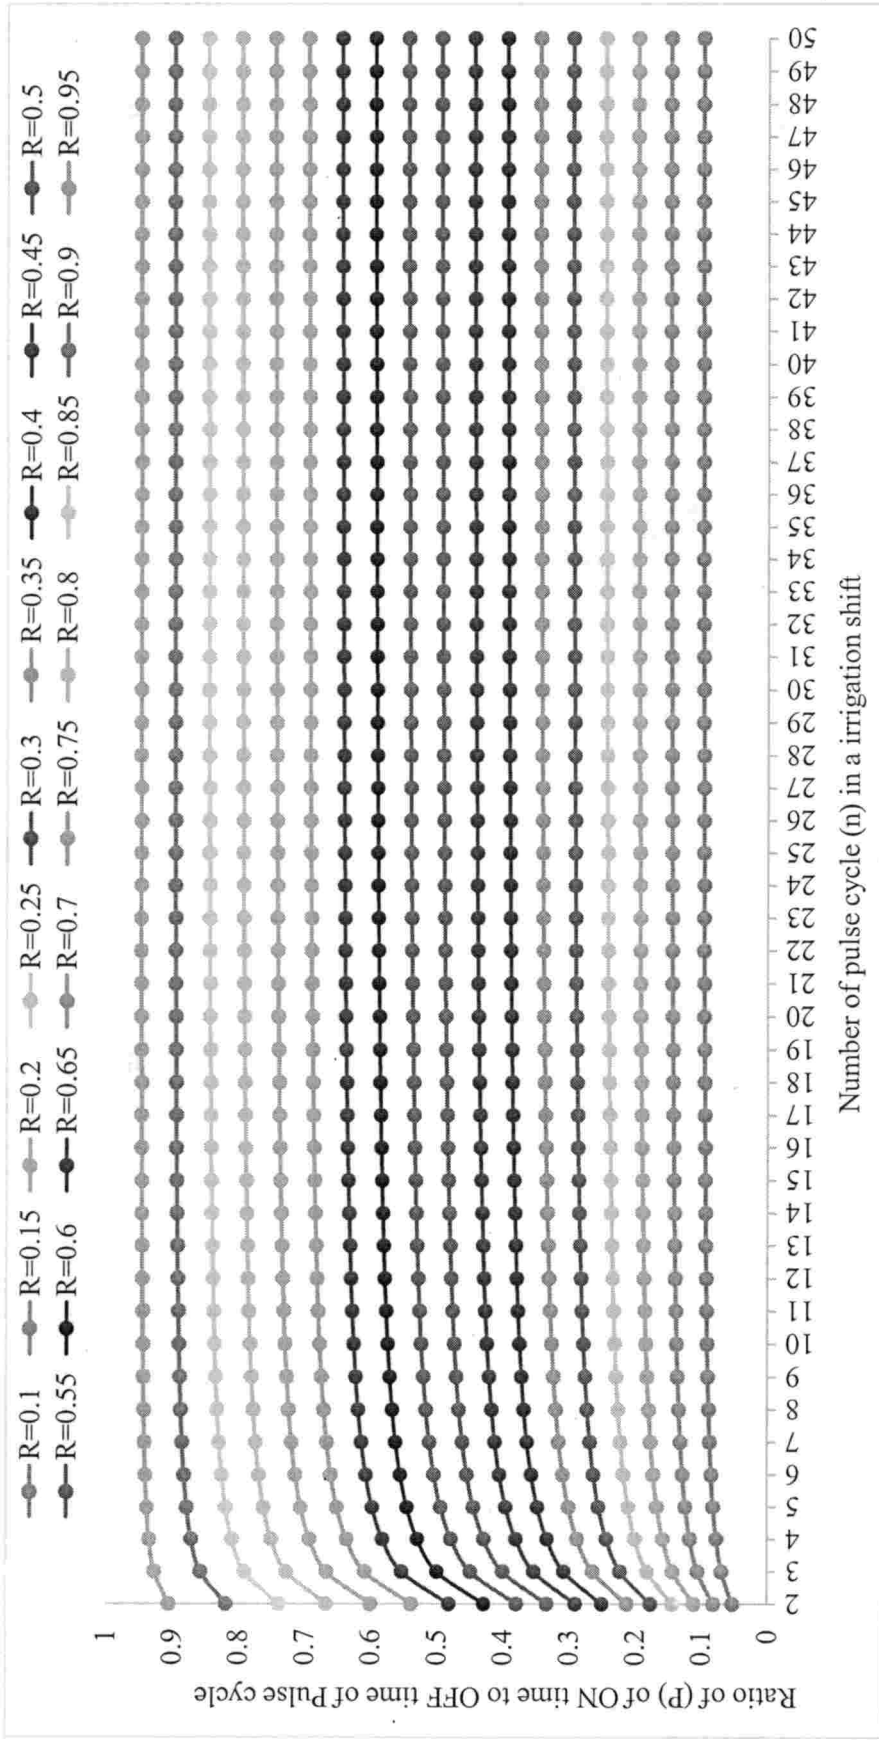 R=0.1 R=0.15 R=0.2 R=0.25 R=0.3 R=0.35 R=0.4 R=0.45 R=0.5
R=0.55 R=0.6 R=0.65 R=0.7 R=0.75 R=0.8 R=0.85 R=0.9 R=0.95
Ratio of (P) of ON time to OFF time of Pulse cycle
1
0.9
0.8
0.7
0.6
0.5
0.4
0.3
0.2
0.1
0
2 3 4 5 6 7 8 9 10 11 12 13 14 15 16 17 18 19 20 21 22 23 24 25 26 27 28 29 30 31 32 33 34 35 36 37 38 39 40 41 42 43 44 45 46 47 48 49 50
Number of pulse cycle (n) in a irrigation shift